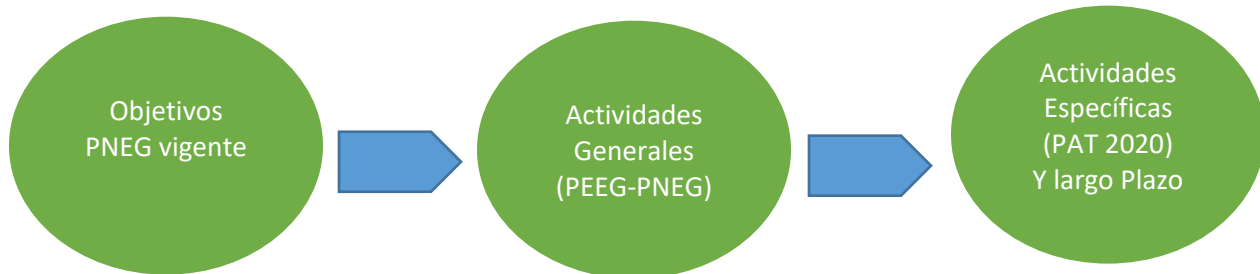 Objetivos
PNEG vigente
Actividades
Generales
(PEEG-PNEG)
Actividades
Específicas
(PAT 2020)
Y largo Plazo